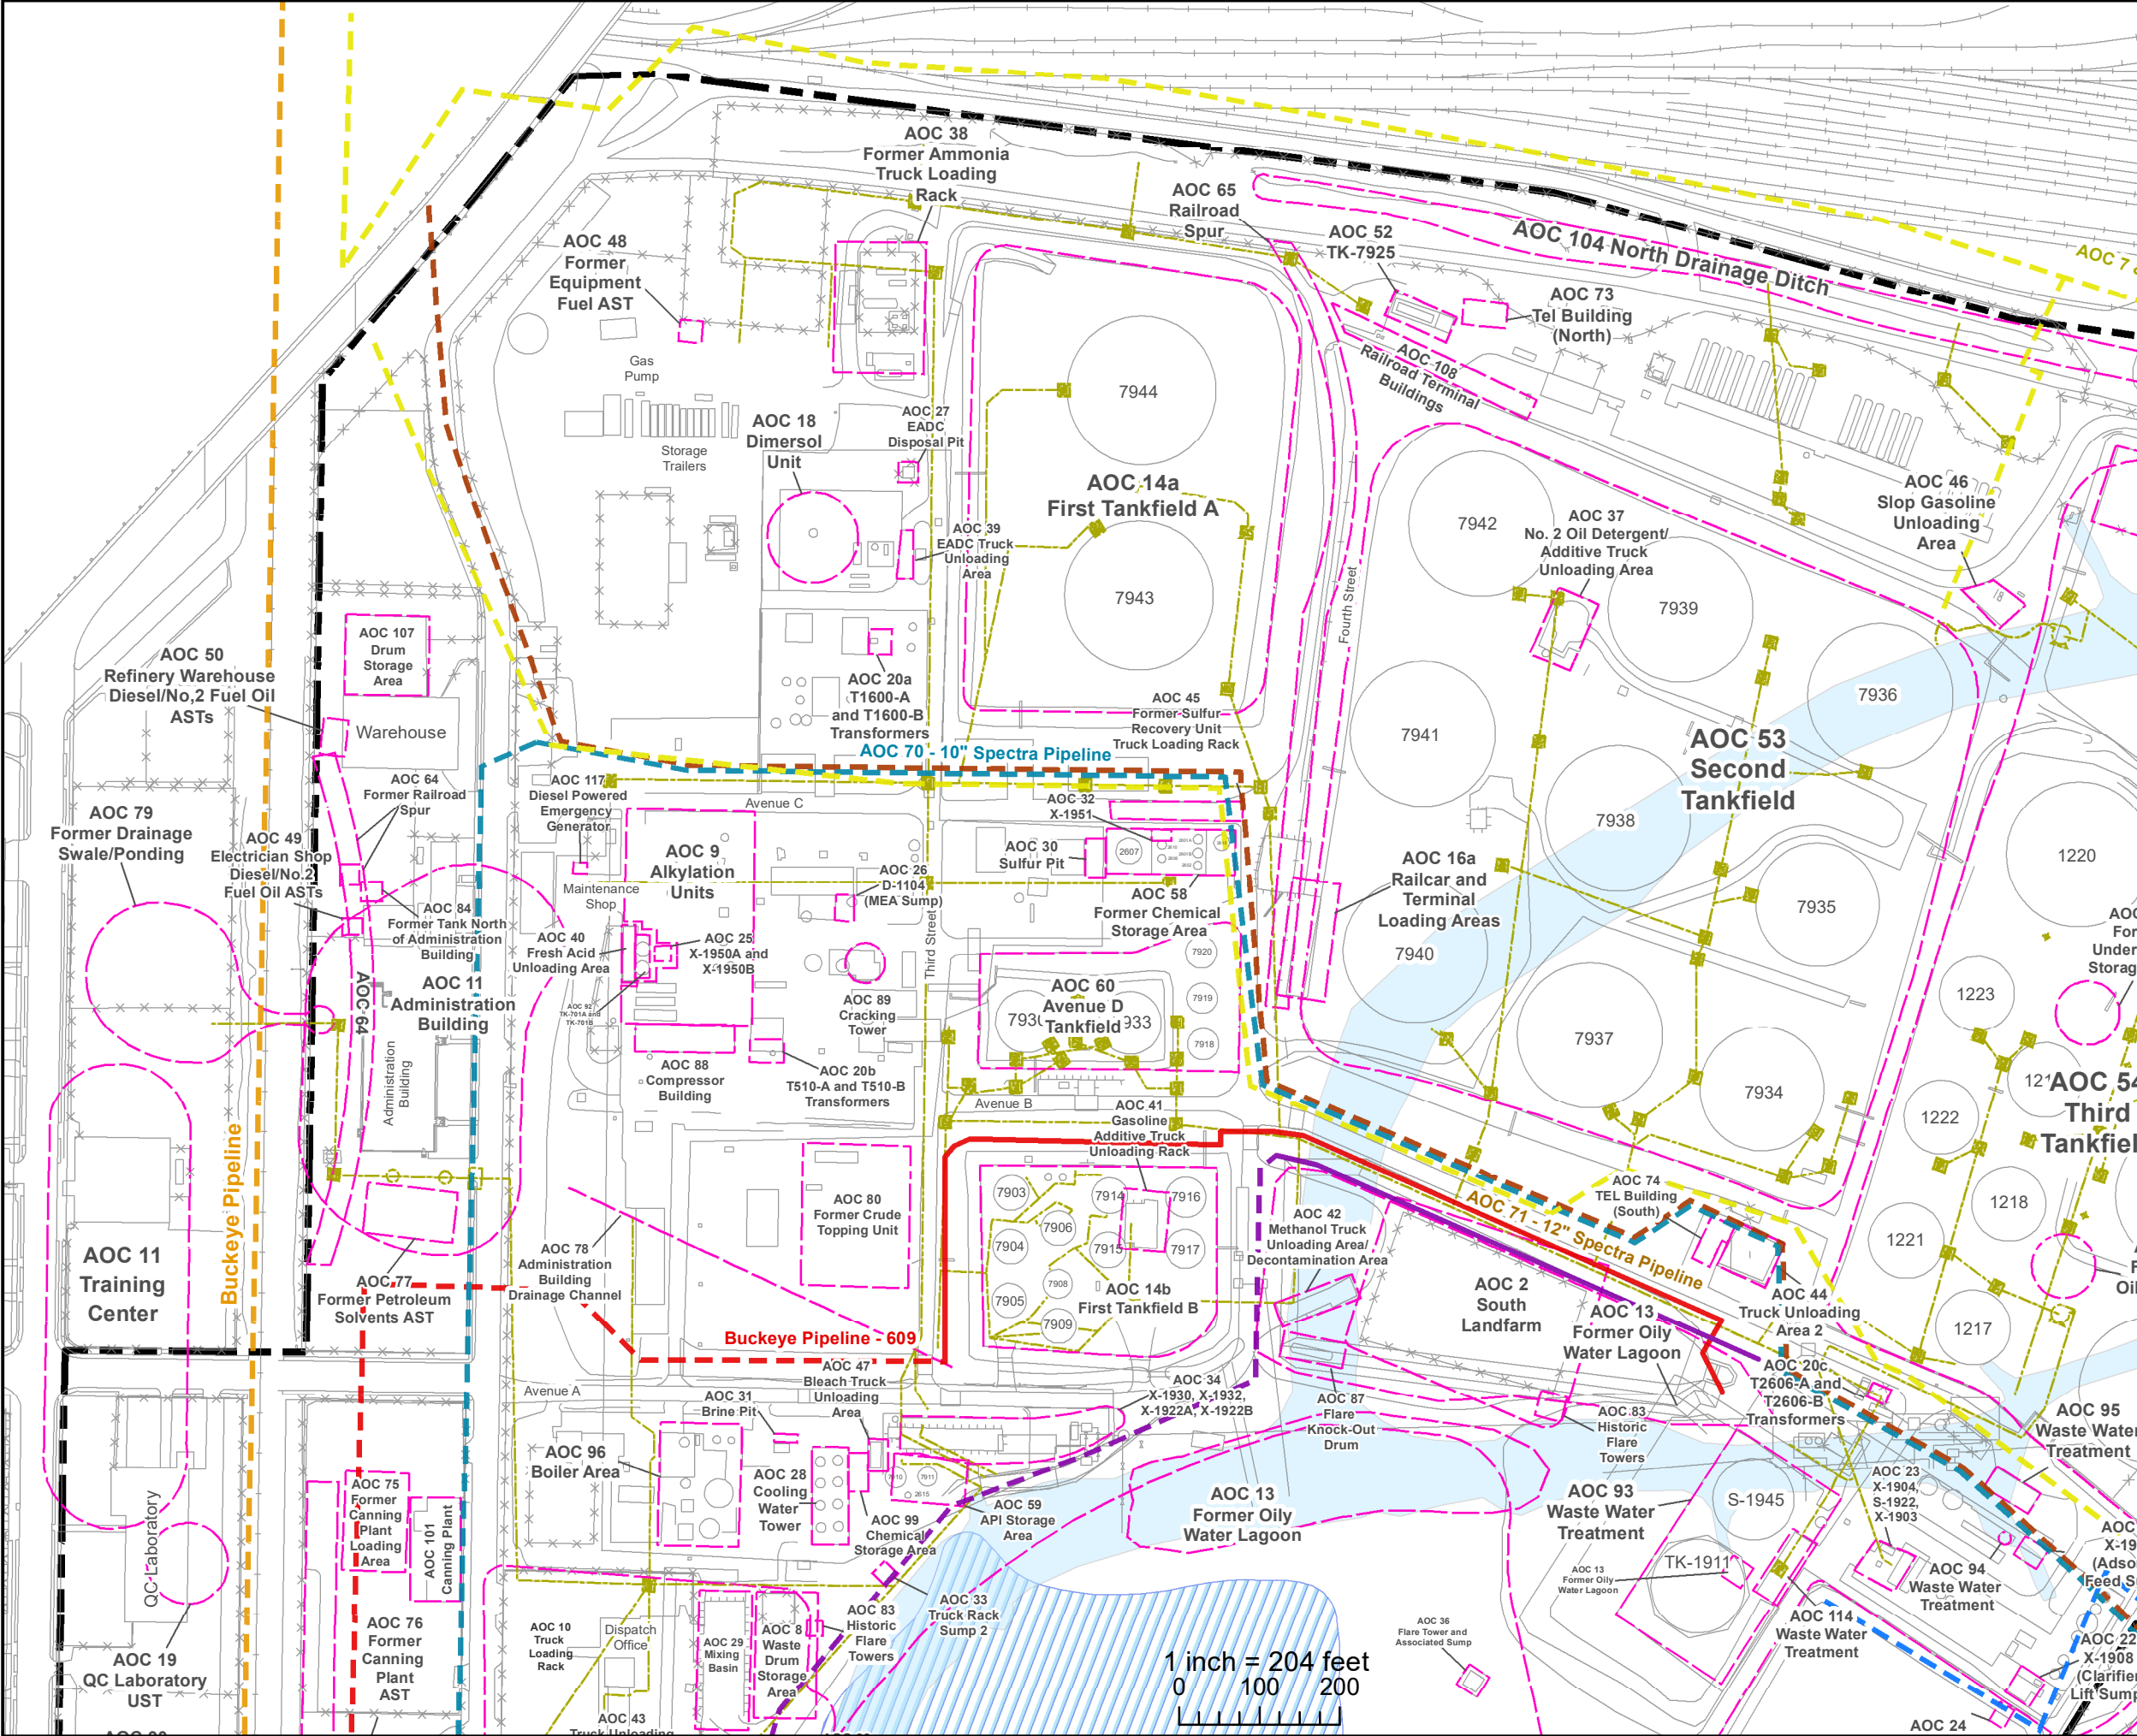 AOC 38
Former Ammonia
Truck Loading
Rack
AOC 65
Railroad
Spur
AOC 48
Former
Equipment
Fuel AST
AOC 52
TK-7925
AOC 104 North Drainage Ditch
AOC 7
AOC 73
Tel Building
(North)
AOC 108
Railroad Terminal
Buildings
Gas
Pump
Storage
Trailers
AOC 18
Dimersol
Unit
AOC 27
EADC
Disposal Pit
7944
AOC 14a
First Tankfield A
7943
AOC 39
EADC Truck
Unloading
Area
Fourth Street
7942
AOC 37
No. 2 Oil Detergent/
Additive Truck
Unloading Area
7939
AOC 46
Slop Gasoline
Unloading
Area
AOC 107
Drum
Storage
Area
AOC 50
Refinery Warehouse
Diesel/No,2 Fuel Oil
ASTs
Warehouse
AOC 20a
T1600-A
and T1600-B
Transformers
AOC 45
Former Sulfur
Recovery Unit
Truck Loading Rack
AOC 70 - 10" Spectra Pipeline
7941
7936
AOC 53
Second
Tankfield
7938
1220
AOC 64
Former Railroad
Spur
AOC 117
Diesel Powered
Emergency
Generator
Avenue C
AOC 32
X-1951
AOC 79
Former Drainage
Swale/Ponding
AOC 49
Electrician Shop
Diesel/No.2
Fuel Oil ASTs
AOC 9
Alkylation
Units
AOC 26
D-1104
(MEA Sump)
AOC 30
Sulfur Pit
2607
AOC 58
Former Chemical
Storage Area
AOC 16a
Railcar and
Terminal
Loading Areas
7935
Maintenance
Shop
AOC 84
Former Tank North
of Administration
Building
AOC 40
Fresh Acid
Unloading Area
AOC 25
X-1950A and
X-1950B
Third Street
7920
7940
AOC 64
AOC 11
Administration
Building
AOC 92
TK-701A and
TK-701B
AOC 89
Cracking
Tower
AOC 60
Avenue D
Tankfield
7919
7918
1223
7937
Administration
Building
AOC 88
Compressor
Building
AOC 20b
T510-A and T510-B
Transformers
Avenue B
7934
1222
AOC 54
Third
Buckeye Pipeline
AOC 41
Gasoline
Additive Truck
Unloading Rack
AOC 80
Former Crude
Topping Unit
7903
7914
7916
7906
7904
7915
7917
7908
7905
7909
AOC 14b
First Tankfield B
AOC 42
Methanol Truck
Unloading Area/
Decontamination Area
AOC 74
TEL Building
(South)
AOC 71 - 12" Spectra Pipeline
1218
1221
1217
AOC 11
Training
Center
AOC 77
Former Petroleum
Solvents AST
AOC 78
Administration
Building
Drainage Channel
Buckeye Pipeline - 609
AOC 2
South
Landfarm
AOC 13
Former Oily
Water Lagoon
AOC 44
Truck Unloading
Area 2
AOC 20c
T2606-A and
T2606-B
Transformers
Avenue A
AOC 47
Bleach Truck
Unloading
Area
AOC 31
Brine Pit
AOC 34
X-1930, X-1932,
X-1922A, X-1922B
AOC 87
Flare
Knock-Out
Drum
AOC 83
Historic
Flare
Towers
AOC 95
Waste Water
Treatment
AOC 96
Boiler Area
AOC 28
Cooling
Water
Tower
7910
7911
2615
AOC 59
API Storage
Area
AOC 99
Chemical
Storage Area
AOC 13
Former Oily
Water Lagoon
AOC 93
Waste Water
Treatment
S-1945
AOC 23
X-1904,
S-1922,
X-1903
AOC 75
Former
Canning
Plant
Loading
Area
AOC 101
Canning Plant
QC Laboratory
TK-1911
AOC 13
Former Oily
Water Lagoon
AOC 94
Waste Water
Treatment
AOC 114
Waste Water
Treatment
AOC 76
Former
Canning
Plant
AST
AOC 19
QC Laboratory
UST
AOC 10
Truck
Loading
Rack
Dispatch
Office
AOC 29
Mixing
Basin
AOC 8
Waste
Drum
Storage
Area
AOC 83
Historic
Flare
Towers
AOC 33
Truck Rack
Sump 2
AOC 36
Flare Tower and
Associated Sump
1 inch = 204 feet
0 100 200
AOC 22
X-1908
(Clarifier
Lift Sump
AOC 43
AOC 24